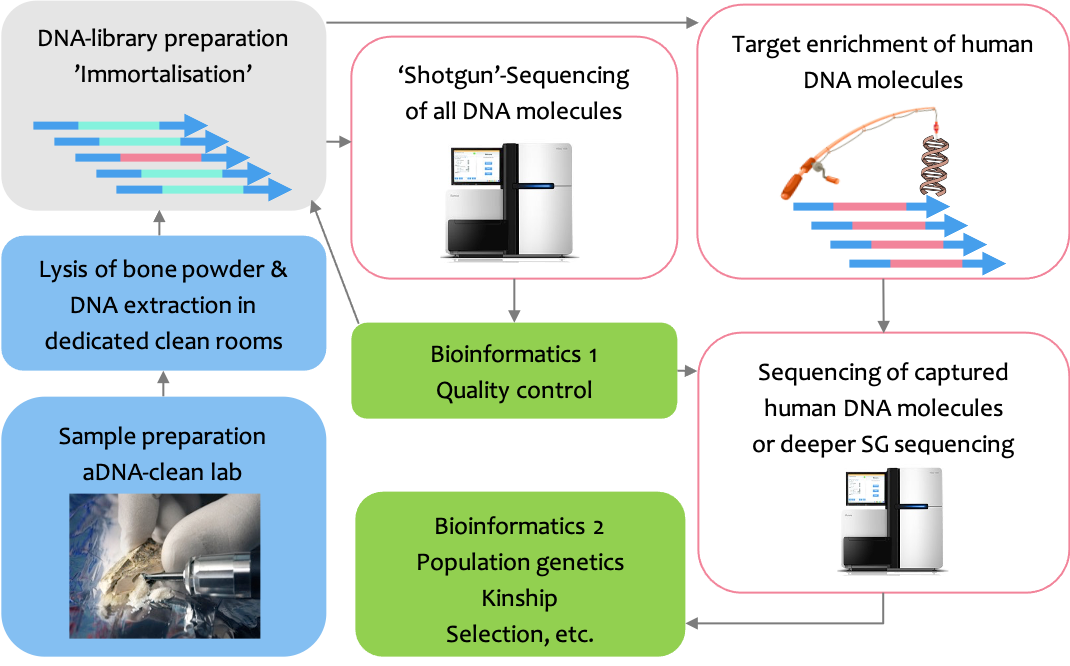 DNA-library preparation
’Immortalisation’
‘Shotgun’-Sequencing
of all DNA molecules
Target enrichment of human
DNA molecules
Lysis of bone powder &
DNA extraction in
dedicated clean rooms
Bioinformatics 1
Quality control
Sequencing of captured
human DNA molecules
or deeper SG sequencing
Sample preparation
aDNA-clean lab
Bioinformatics 2
Population genetics
Kinship
Selection, etc.